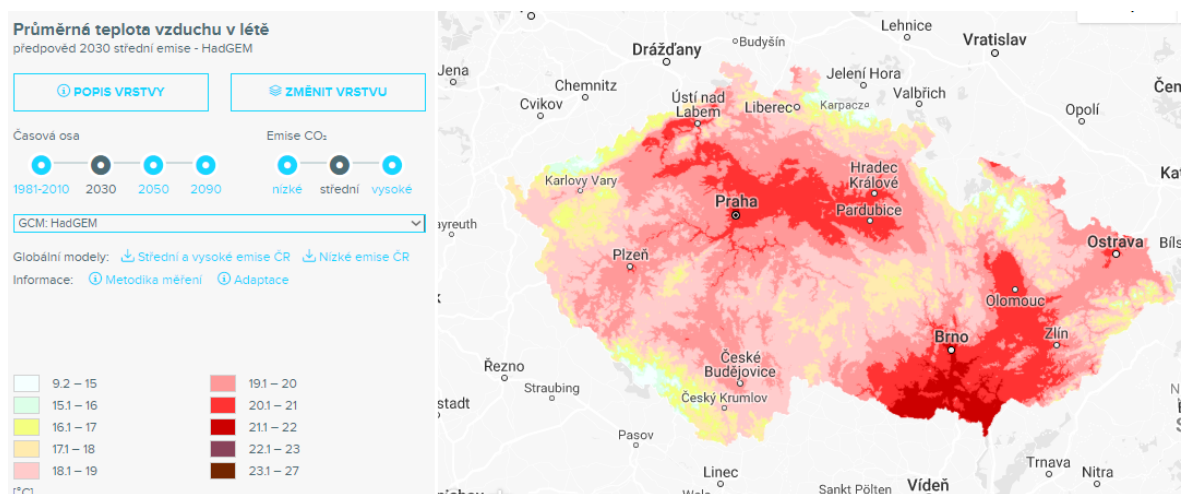 Průměrná teplota vzduchu v létě
předpověd 2030 střední emise - HadGEM
POPIS VRSTVY
ZMĚNIT VRSTVU
Časová osa
Emise CO₂
1981-2010 2030 2050 2090
nízké střední vysoké
GCM: HadGEM
Globální modely: Střední a vysoké emise ČR Nízké emise ČR
Informace: Metodika měření Adaptace
9.2 – 15
15.1 – 16
16.1 – 17
17.1 – 18
18.1 – 19
19.1 – 20
20.1 – 21
21.1 – 22
22.1 – 23
23.1 – 27
[°C]
Lehnice
Drážďany
Budyšín
Vratislav
Jena
Chemnitz
Jelení Hora
Cvikov
Ústí nad
Labem
Liberec
Karpacz
Valbřich
Opolí
Karlovy Vary
Hradec
Králové
Praha
Pardubice
Plzeň
Ostrava
Olomouc
Brno
Zlín
Řezno
České
Budějovice
Straubing
Český Krumlov
Pasov
Linec
Trnava
Nitra
Sankt Pölten
Vídeň